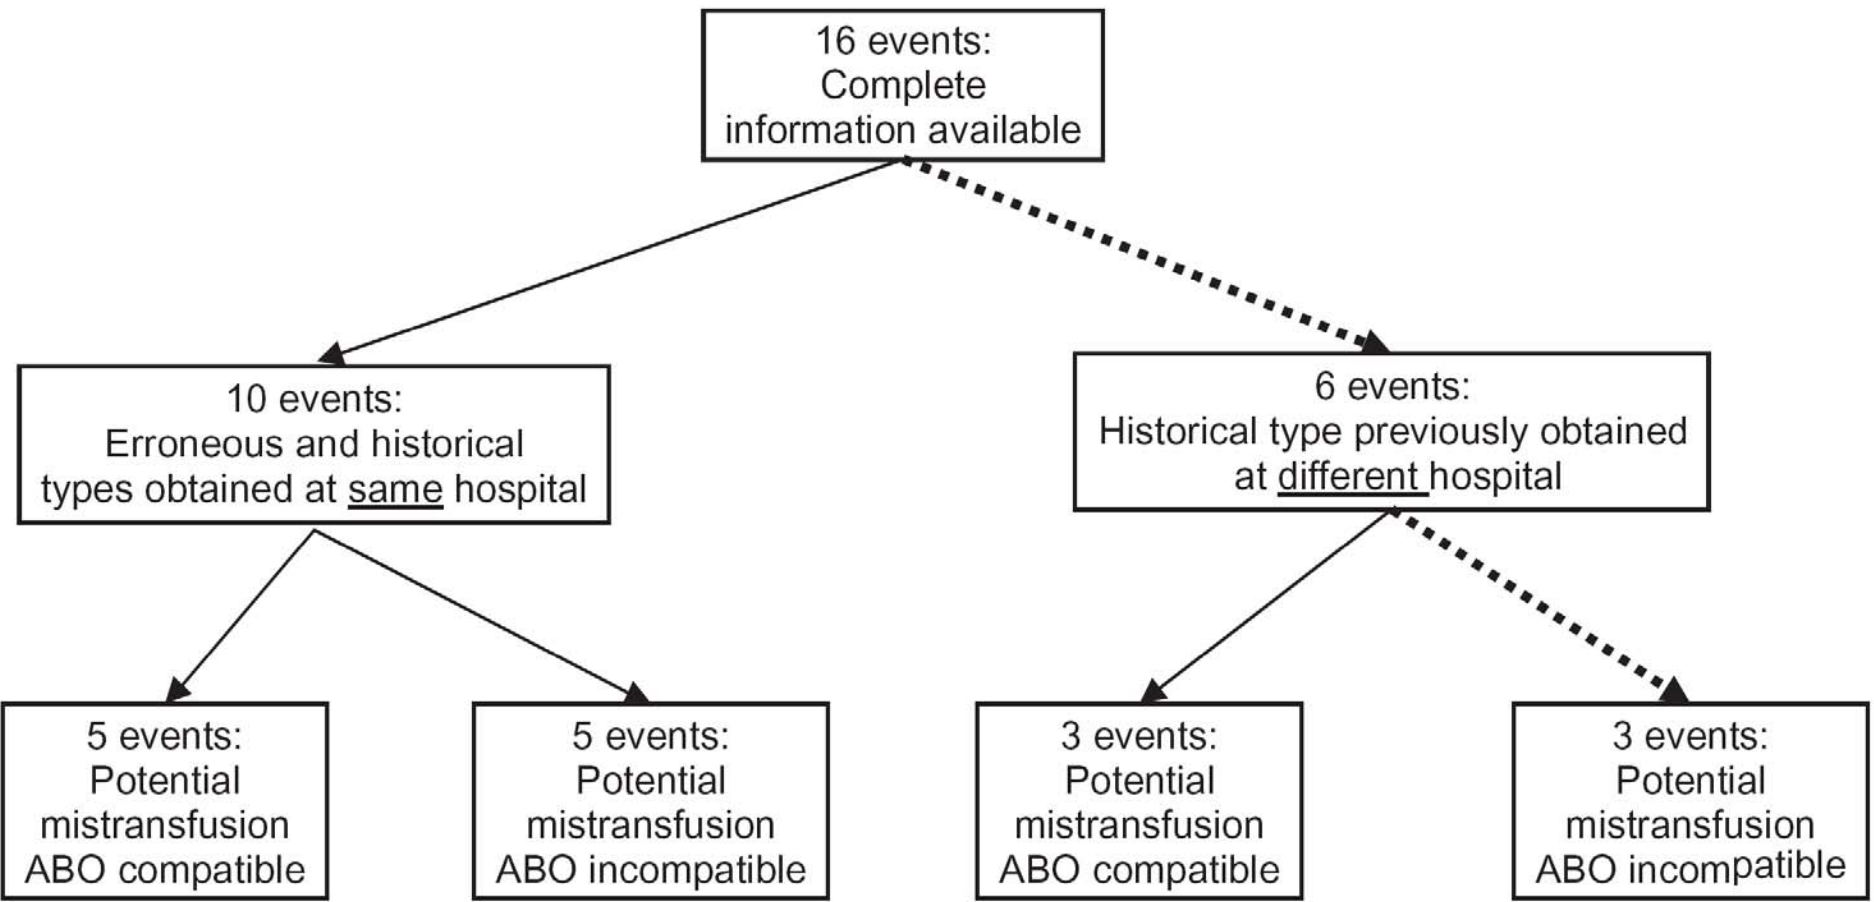 16 events:
Complete
information available
10 events:
Erroneous and historical
types obtained at same hospital
6 events:
Historical type previously obtained
at different hospital
5 events:
Potential
mistransfusion
ABO compatible
5 events:
Potential
mistransfusion
ABO incompatible
3 events:
Potential
mistransfusion
ABO compatible
3 events:
Potential
mistransfusion
ABO incompatible